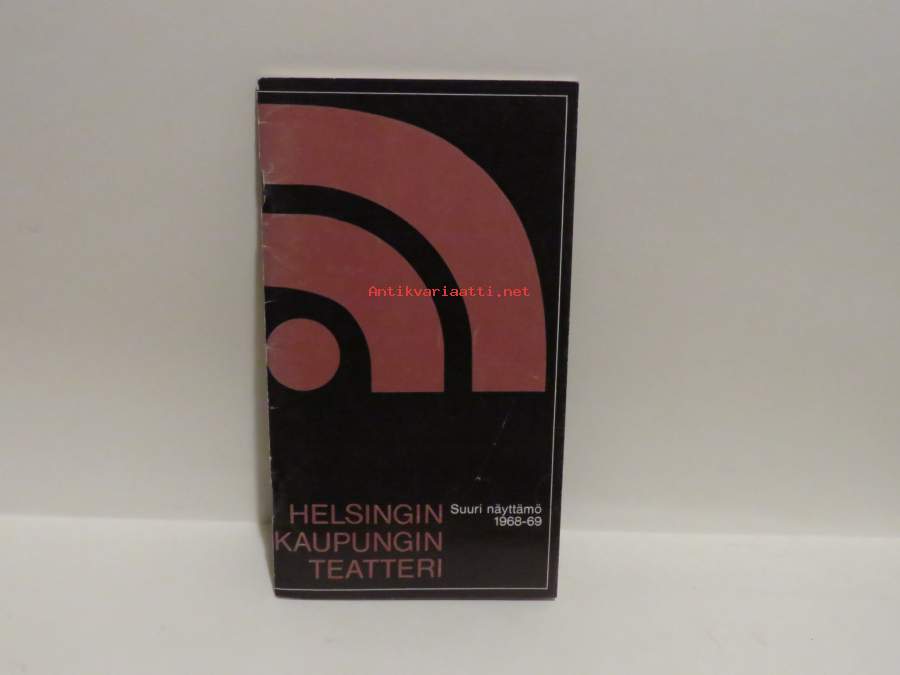 Antikvariaatti.net
HELSINGIN
KAUPUNGIN
TEATTERI
Suuri näyttämö
1968-69